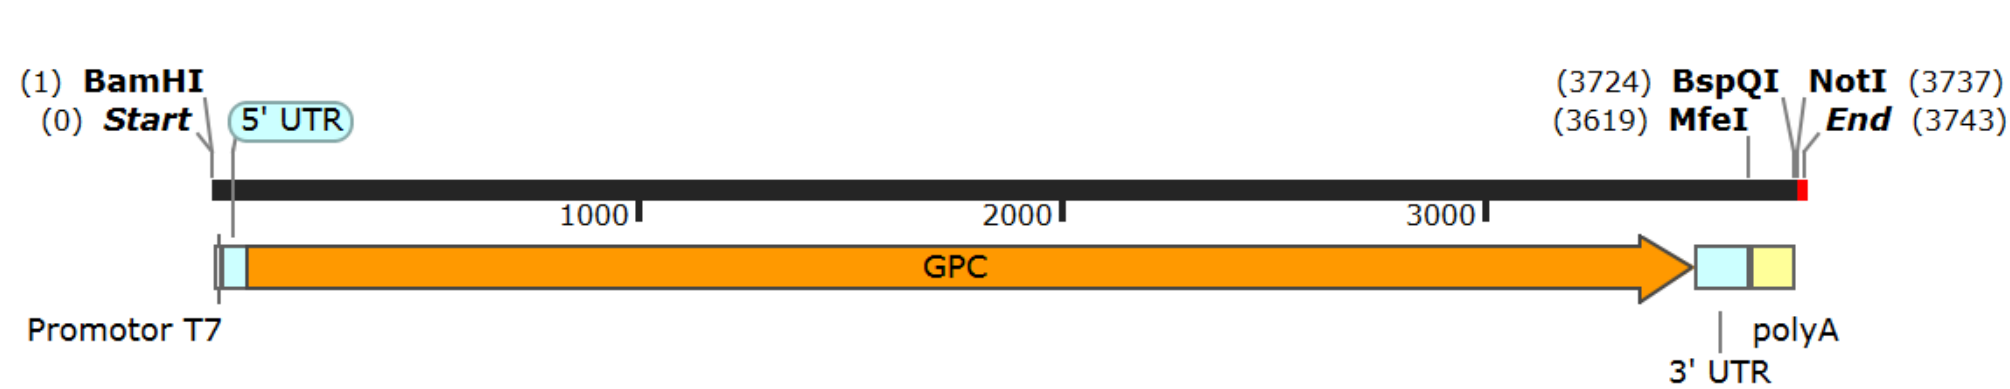 (1) BamHI
(0) Start
5' UTR
(3724) BspQI NotI (3737)
(3619) MfeI End (3743)
1000 2000 3000
GPC
Promotor T7
polyA
3' UTR